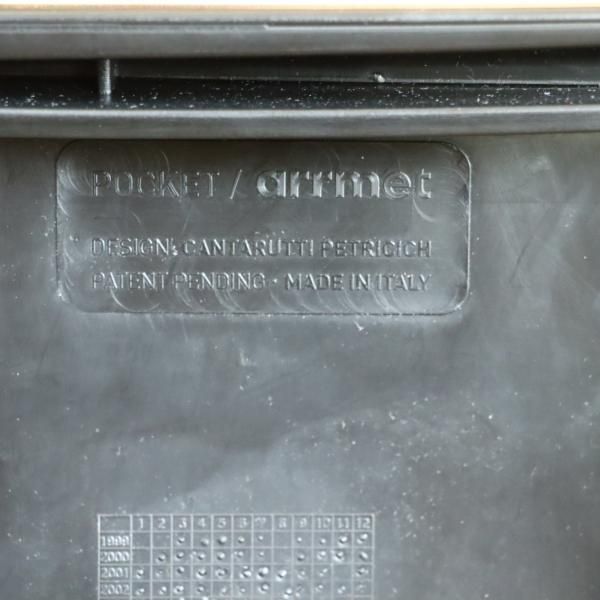 POCKET / arrmet
DESIGN: CANTARUTTI PETRICICH
PATENT PENDING · MADE IN ITALY
1 2 3 4 5 6 7 8 9 10 11 12
1999
2000
2001
2002